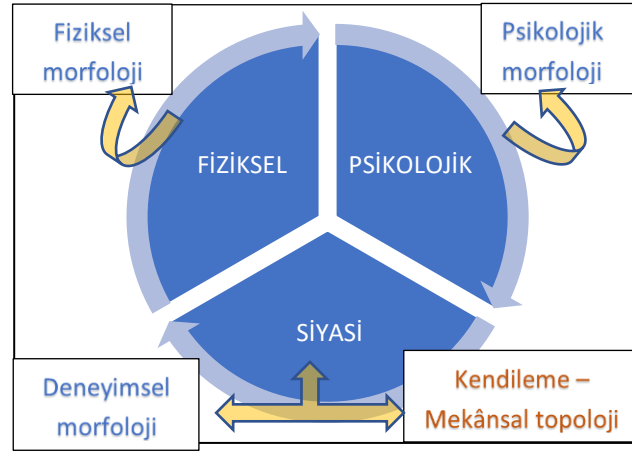 Fiziksel
morfoloji
Psikolojik
morfoloji
FİZİKSEL
PSİKOLOJİK
SİYASİ
Deneyimsel
morfoloji
Kendileme –
Mekânsal topoloji